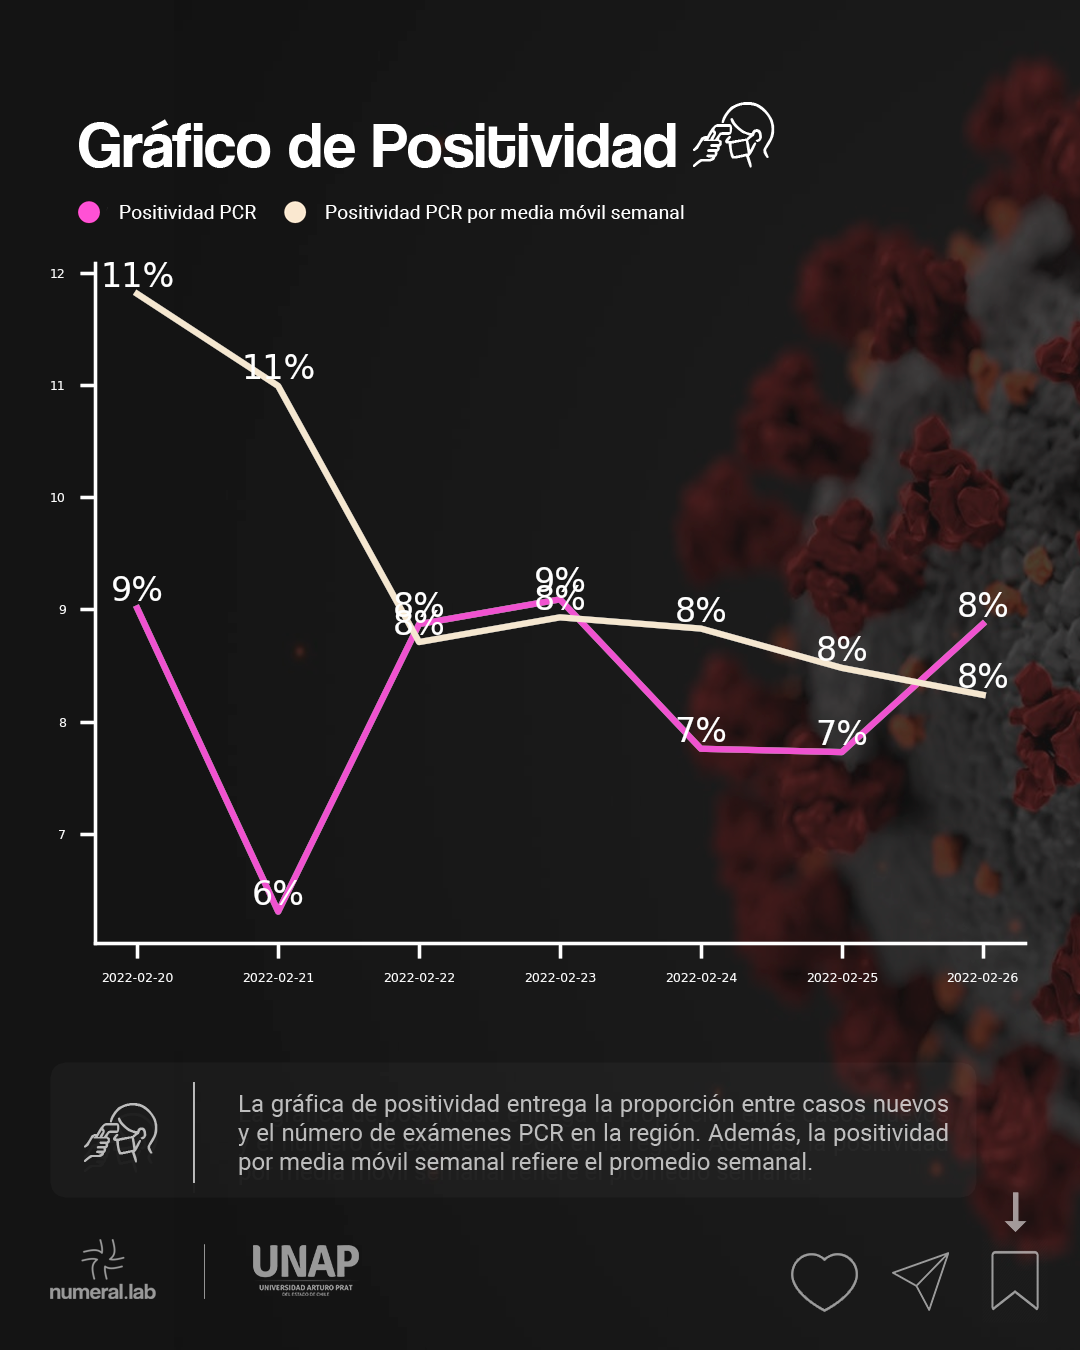 Gráfico de Positividad
Positividad PCR
Positividad PCR por media móvil semanal
12
11
10
9
8
7
11%
11%
9%
8%
8%
9%
8%
8%
8%
8%
8%
7%
7%
6%
2022-02-20
2022-02-21
2022-02-22
2022-02-23
2022-02-24
2022-02-25
2022-02-26
La gráfica de positividad entrega la proporción entre casos nuevos
y el número de exámenes PCR en la región. Además, la positividad
por media móvil semanal refiere el promedio semanal.
numeral.lab
UNAP
UNIVERSIDAD ARTURO PRAT
DEL ESTADO DE CHILE